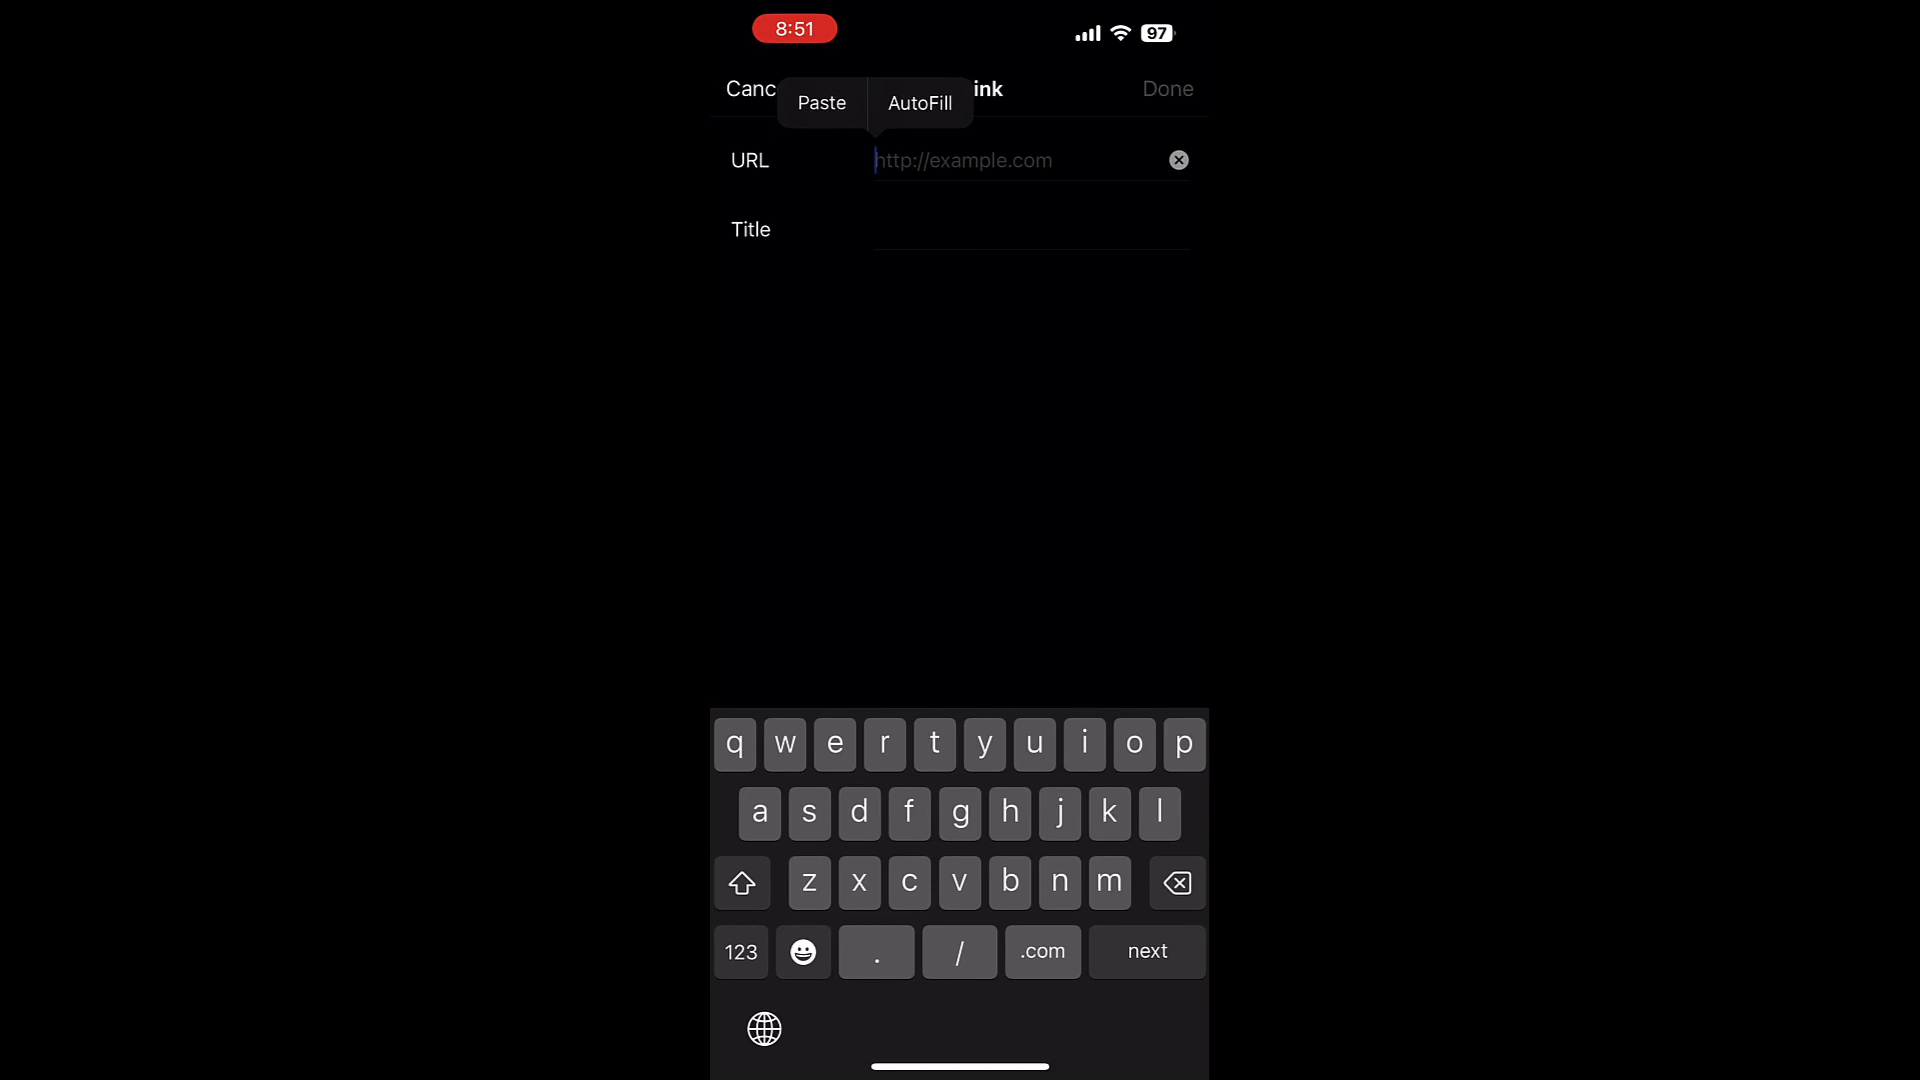 8:51
97
Canc
ink
Done
Paste
AutoFill
URL
http://example.com
Title
q w e r t y u i o p
a s d f g h j k l
z x c v b n m
123
.
/
.com
next